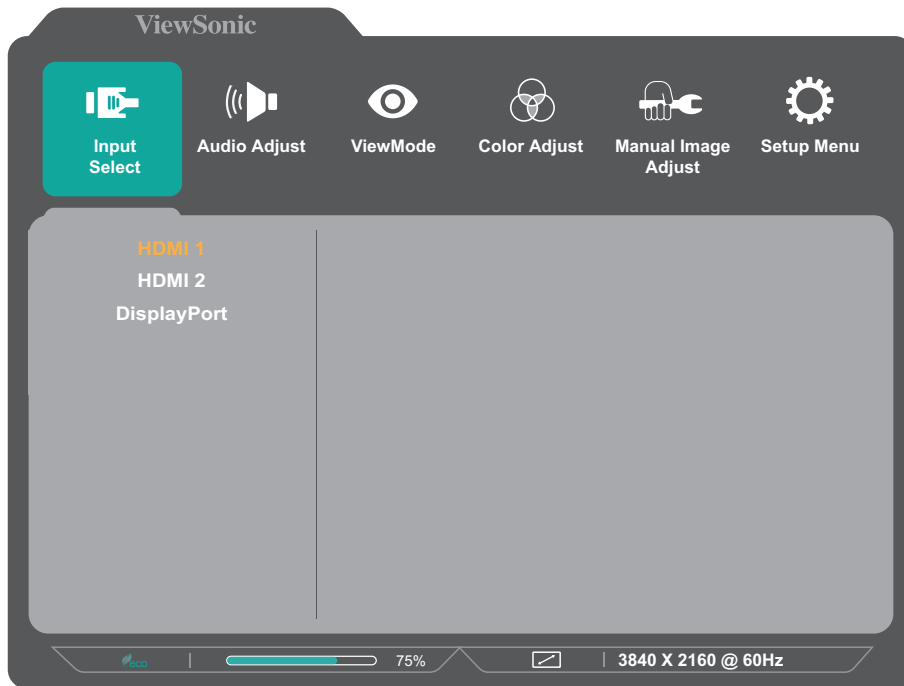 ViewSonic
Input
Select
Audio Adjust
ViewMode
Color Adjust
Manual Image
Adjust
Setup Menu
HDMI 1
HDMI 2
DisplayPort
eco
75%
3840 X 2160 @ 60Hz